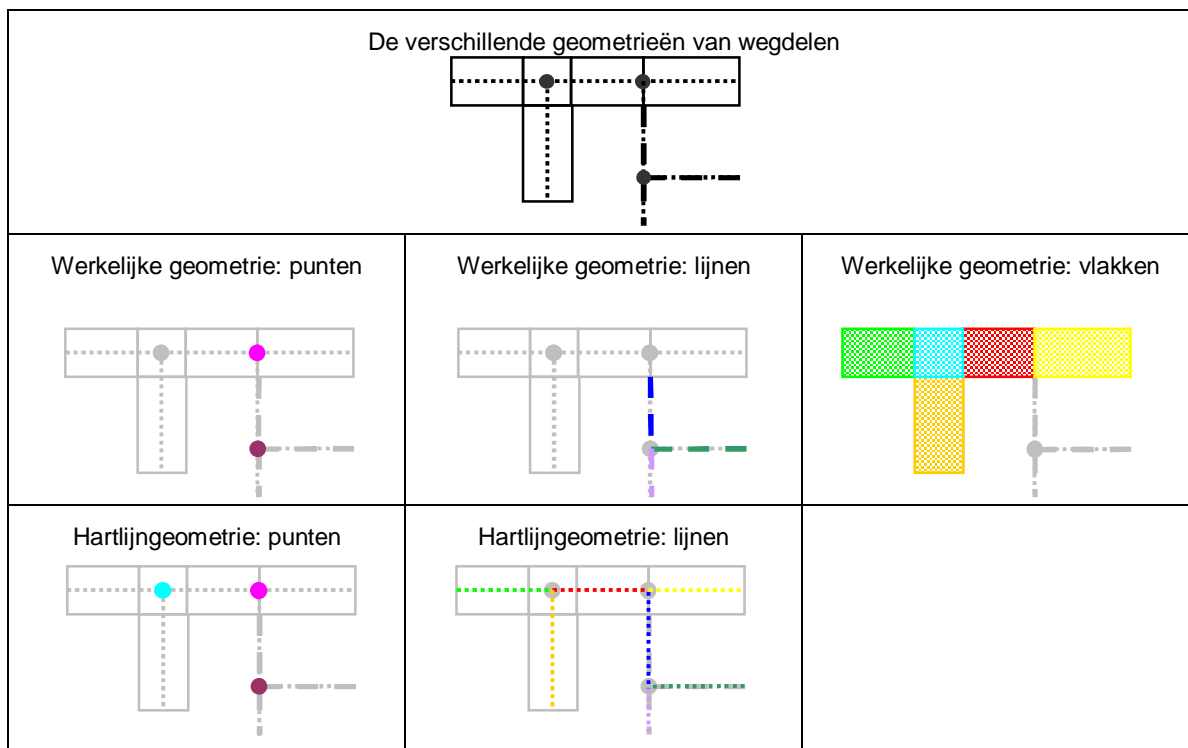 De verschillende geometrieën van wegdelen
Werkelijke geometrie: punten
Werkelijke geometrie: lijnen
Werkelijke geometrie: vlakken
Hartlijngeometrie: punten
Hartlijngeometrie: lijnen